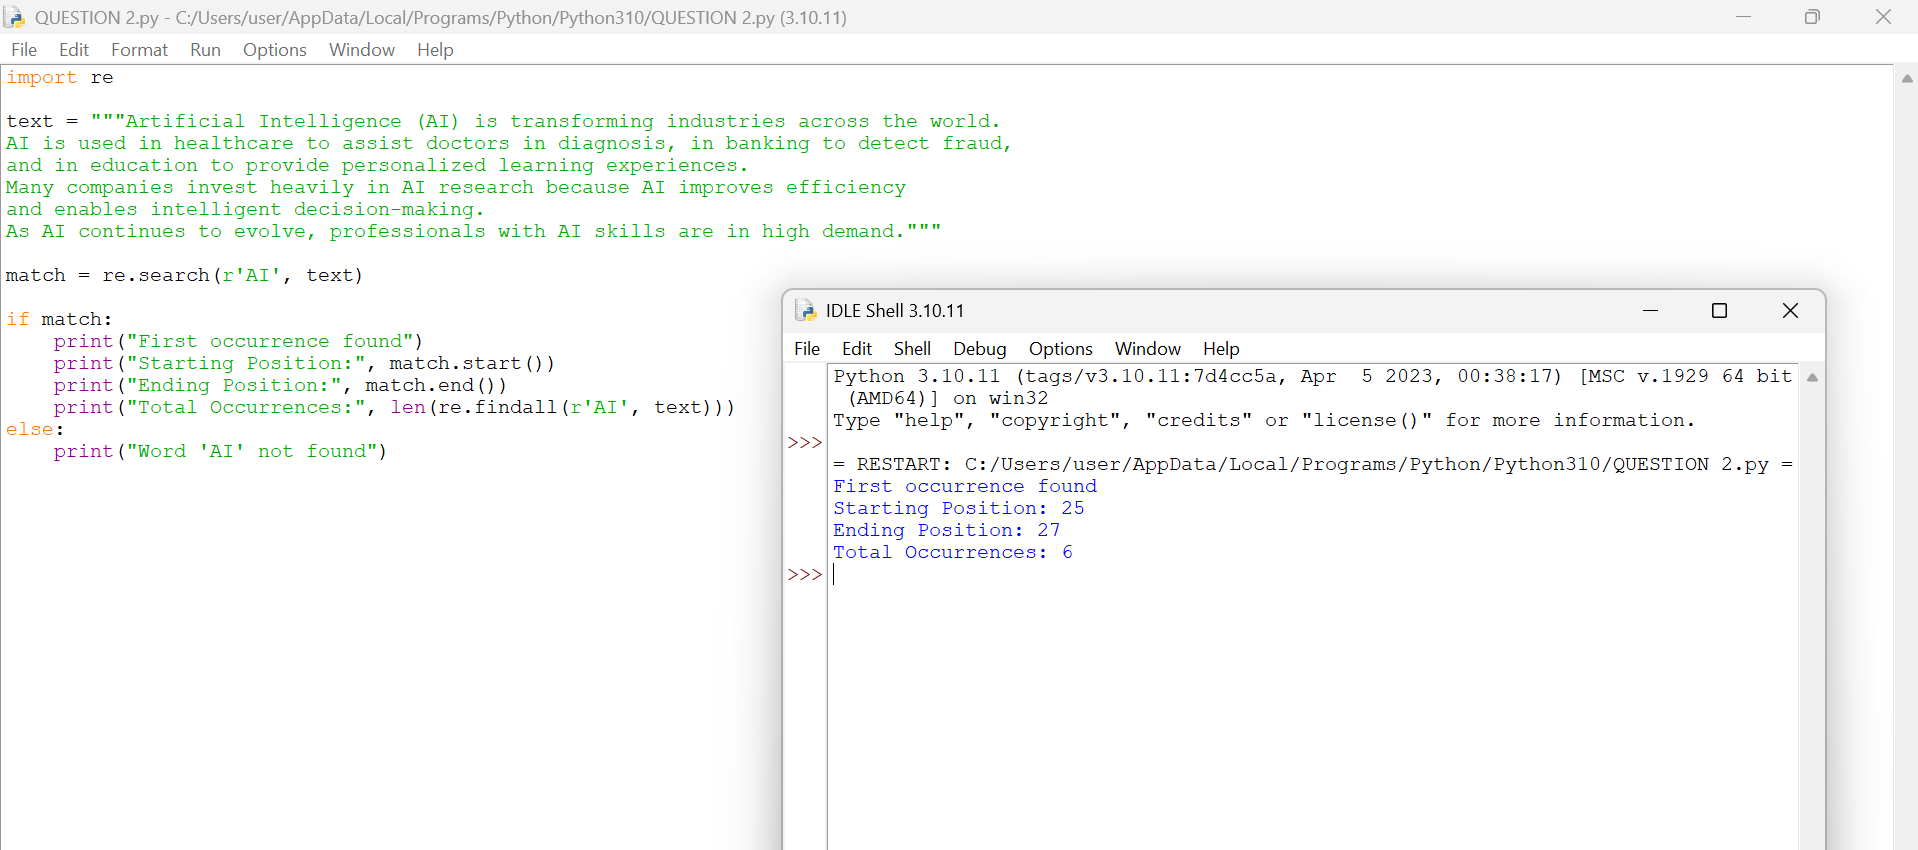 QUESTION 2.py - C:/Users/user/AppData/Local/Programs/Python/Python310/QUESTION 2.py (3.10.11)
File Edit Format Run Options Window Help
import re

text = """Artificial Intelligence (AI) is transforming industries across the world.
AI is used in healthcare to assist doctors in diagnosis, in banking to detect fraud,
and in education to provide personalized learning experiences.
Many companies invest heavily in AI research because AI improves efficiency
and enables intelligent decision-making.
As AI continues to evolve, professionals with AI skills are in high demand."""

match = re.search(r'AI', text)

if match:
    print("First occurrence found")
    print("Starting Position:", match.start())
    print("Ending Position:", match.end())
    print("Total Occurrences:", len(re.findall(r'AI', text)))
else:
    print("Word 'AI' not found")
IDLE Shell 3.10.11
File Edit Shell Debug Options Window Help
Python 3.10.11 (tags/v3.10.11:7d4cc5a, Apr  5 2023, 00:38:17) [MSC v.1929 64 bit
 (AMD64)] on win32
Type "help", "copyright", "credits" or "license()" for more information.
>>>
= RESTART: C:/Users/user/AppData/Local/Programs/Python/Python310/QUESTION 2.py =
First occurrence found
Starting Position: 25
Ending Position: 27
Total Occurrences: 6
>>>